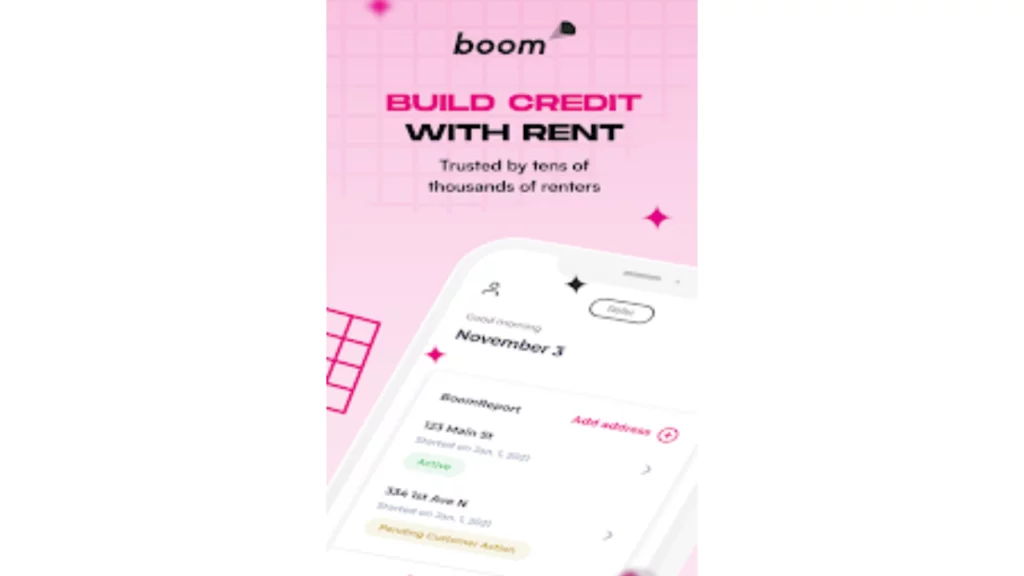 boom
BUILD CREDIT
WITH RENT
Trusted by tens of
thousands of renters
Good morning
November 3
BoomReport
Add address
123 Main St
Started on Jan. 1, 2021
Active
334 1st Ave N
Started on Jan. 1, 2021
Pending Customer Action